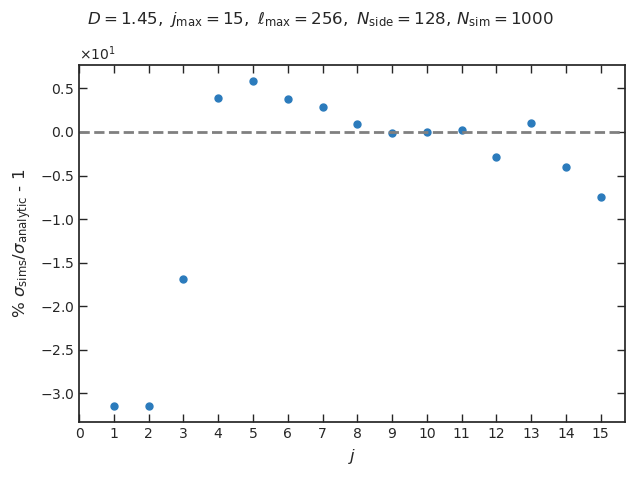 D = 1.45, j_max = 15, ℓ_max = 256, N_side = 128, N_sim = 1000
×10^1
0.5
0.0
−0.5
−1.0
−1.5
−2.0
−2.5
−3.0
% σ_sims/σ_analytic - 1
0 1 2 3 4 5 6 7 8 9 10 11 12 13 14 15
j